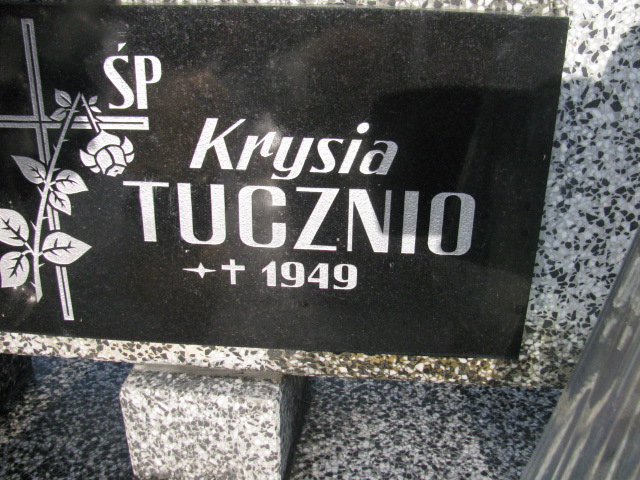 ŚP
Krysia
TUCZNIO
✦ ✝ 1949